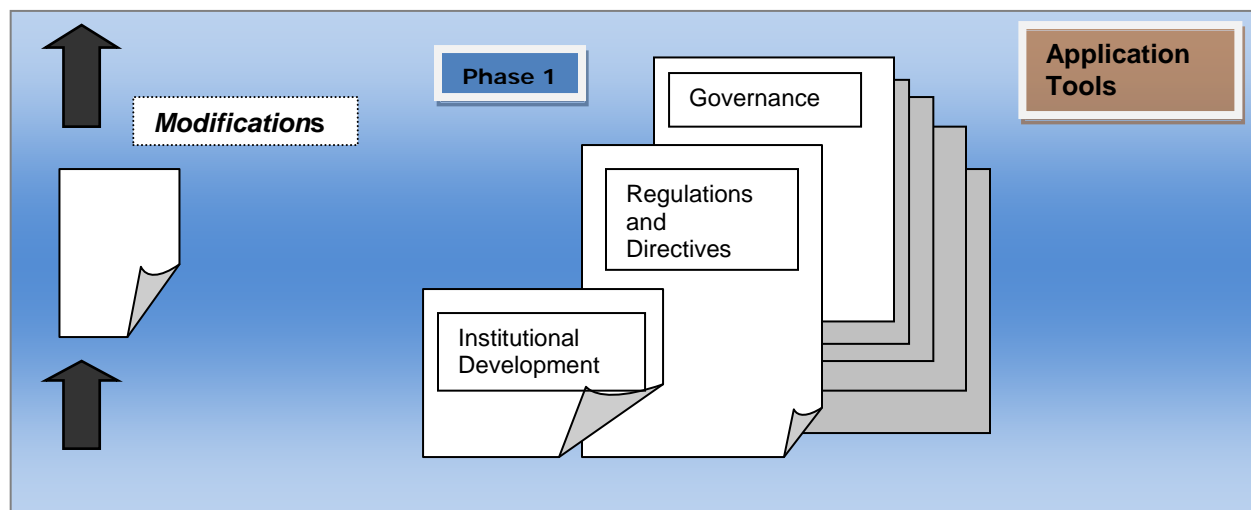 Modifications
Phase 1
Governance
Application
Tools
Regulations
and
Directives
Institutional
Development